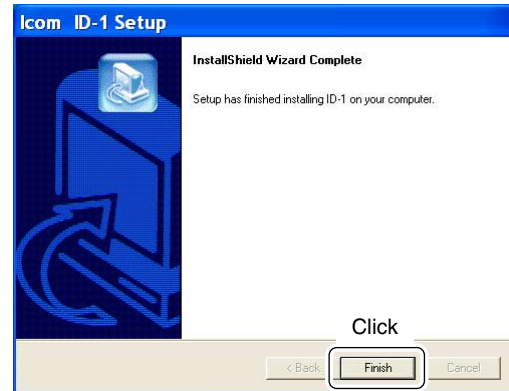 Icom ID-1 Setup
InstallShield Wizard Complete
Setup has finished installing ID-1 on your computer.
Click
< Back Finish Cancel